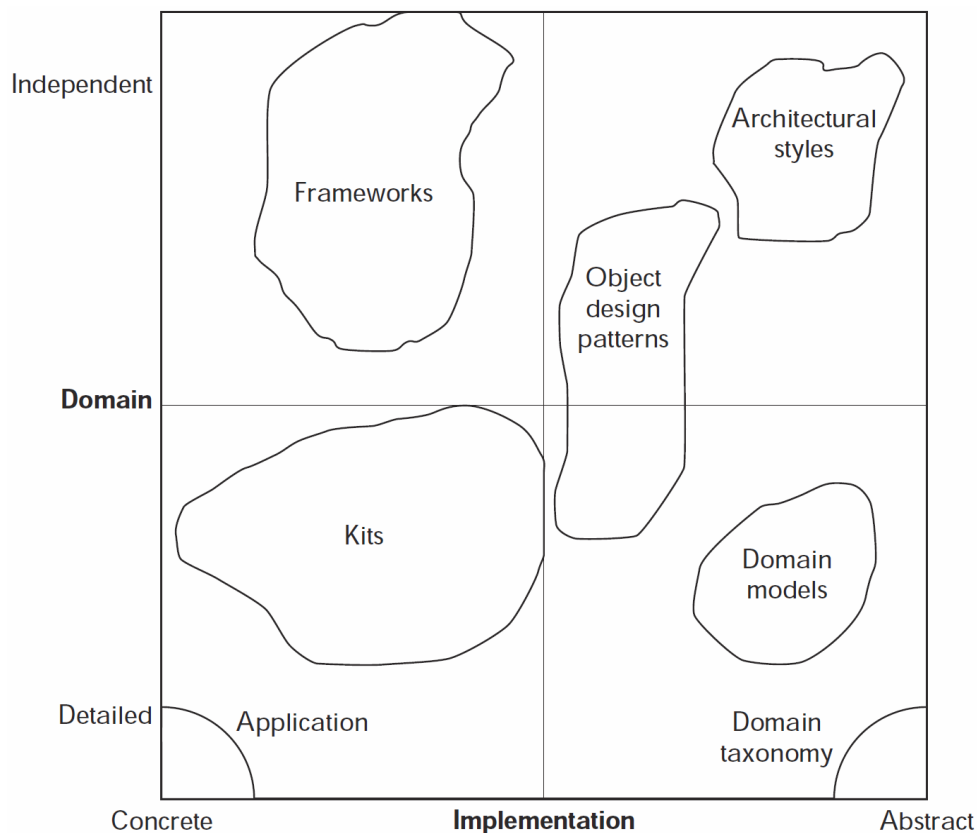 Independent
Architectural
styles
Frameworks
Object
design
patterns
Domain
Kits
Domain
models
Detailed
Application
Domain
taxonomy
Concrete
Implementation
Abstract